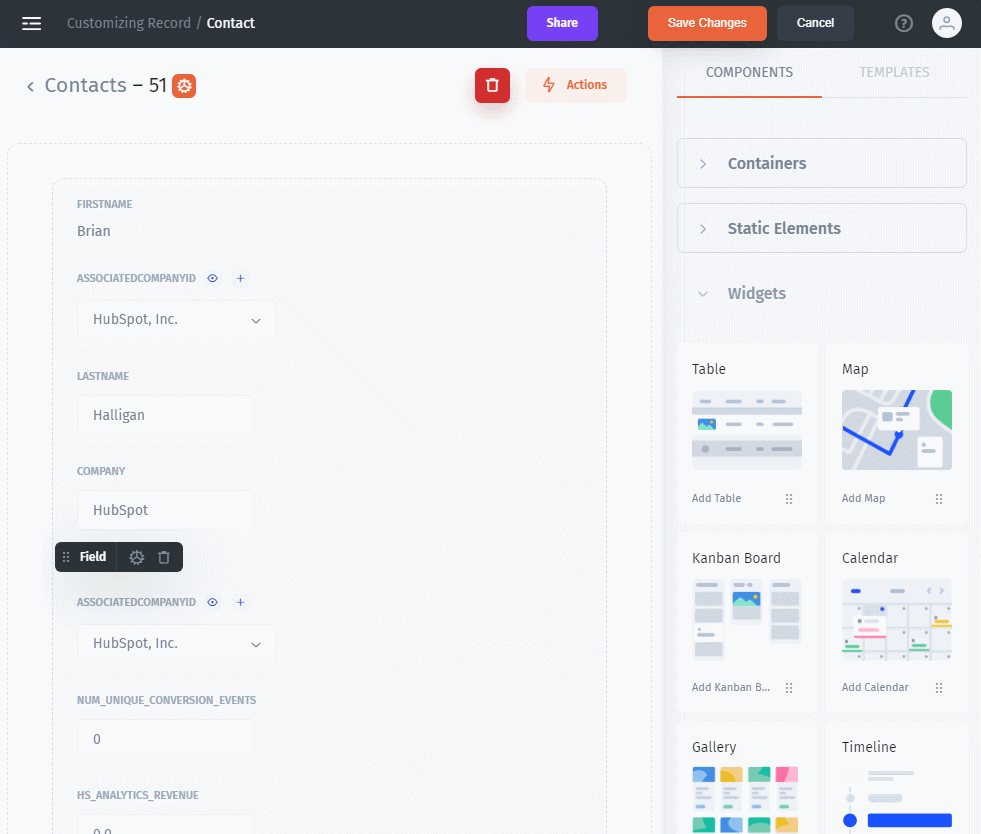 Customizing Record / Contact
Share
Save Changes
Cancel
?
Contacts – 51
Actions
FIRSTNAME
Brian
ASSOCIATEDCOMPANYID
HubSpot, Inc.
LASTNAME
Halligan
COMPANY
HubSpot
Field
ASSOCIATEDCOMPANYID
HubSpot, Inc.
NUM_UNIQUE_CONVERSION_EVENTS
0
HS_ANALYTICS_REVENUE
0.0
COMPONENTS
TEMPLATES
Containers
Static Elements
Widgets
Table
Map
Add Table
Add Map
Kanban Board
Calendar
Add Kanban B...
Add Calendar
Gallery
Timeline